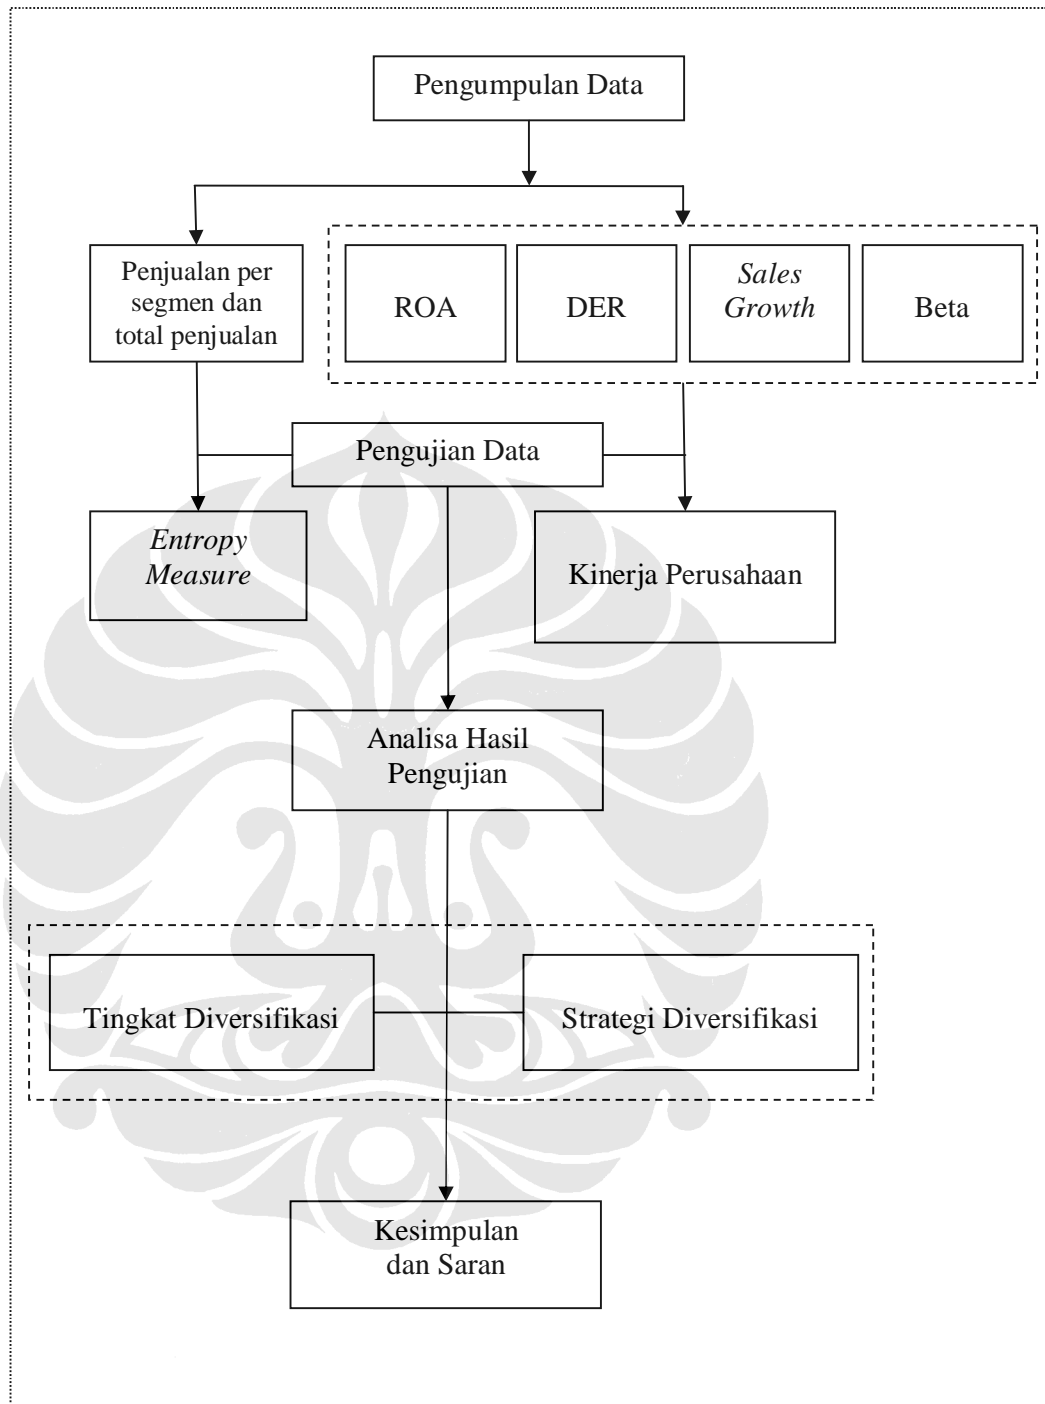 Pengumpulan Data
Penjualan per
segmen dan
total penjualan
ROA
DER
Sales
Growth
Beta
Pengujian Data
Entropy
Measure
Kinerja Perusahaan
Analisa Hasil
Pengujian
Tingkat Diversifikasi
Strategi Diversifikasi
Kesimpulan
dan Saran